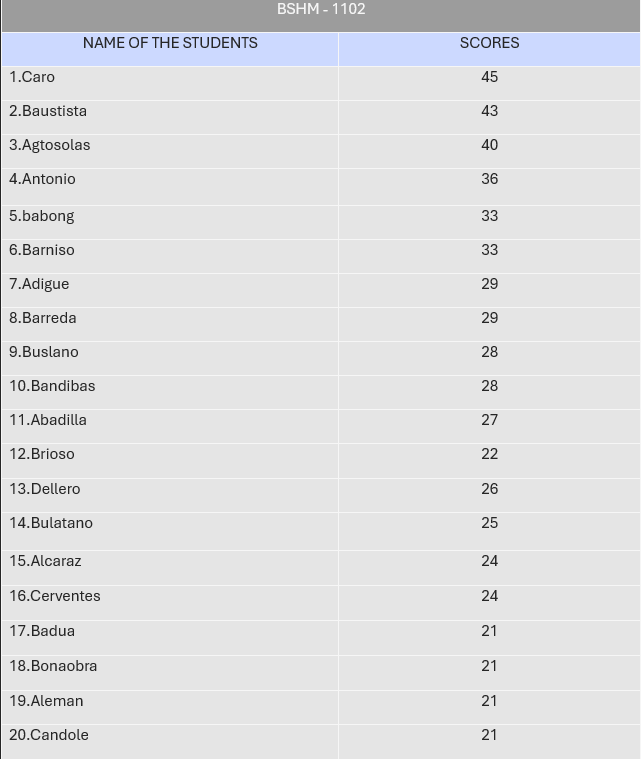 BSHM - 1102
NAME OF THE STUDENTS SCORES
1.Caro 45
2.Baustista 43
3.Agtosolas 40
4.Antonio 36
5.babong 33
6.Barniso 33
7.Adigue 29
8.Barreda 29
9.Buslano 28
10.Bandibas 28
11.Abadilla 27
12.Brioso 22
13.Dellero 26
14.Bulatano 25
15.Alcaraz 24
16.Cerventes 24
17.Badua 21
18.Bonaobra 21
19.Aleman 21
20.Candole 21